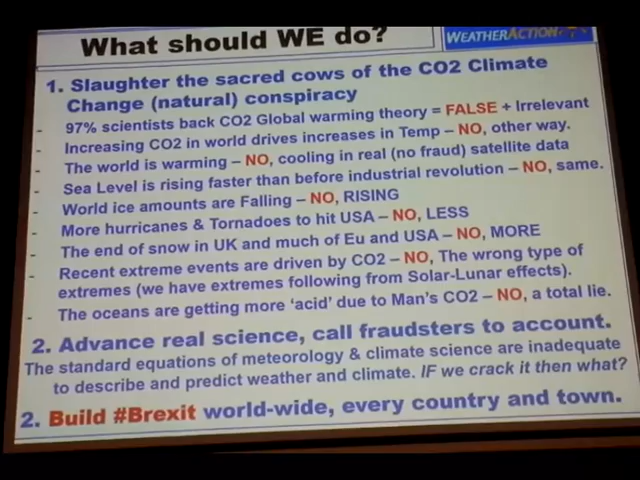 What should WE do?
WEATHERACTION
1. Slaughter the sacred cows of the CO2 Climate
Change (natural) conspiracy
- 97% scientists back CO2 Global warming theory = FALSE + Irrelevant
- Increasing CO2 in world drives increases in Temp – NO, other way.
- The world is warming – NO, cooling in real (no fraud) satellite data
- Sea Level is rising faster than before industrial revolution – NO, same.
- World ice amounts are Falling – NO, RISING
- More hurricanes & Tornadoes to hit USA – NO, LESS
- The end of snow in UK and much of Eu and USA – NO, MORE
- Recent extreme events are driven by CO2 – NO, The wrong type of
extremes (we have extremes following from Solar-Lunar effects).
- The oceans are getting more 'acid' due to Man's CO2 – NO, a total lie.
2. Advance real science, call fraudsters to account.
The standard equations of meteorology & climate science are inadequate
to describe and predict weather and climate. IF we crack it then what?
2. Build #Brexit world-wide, every country and town.